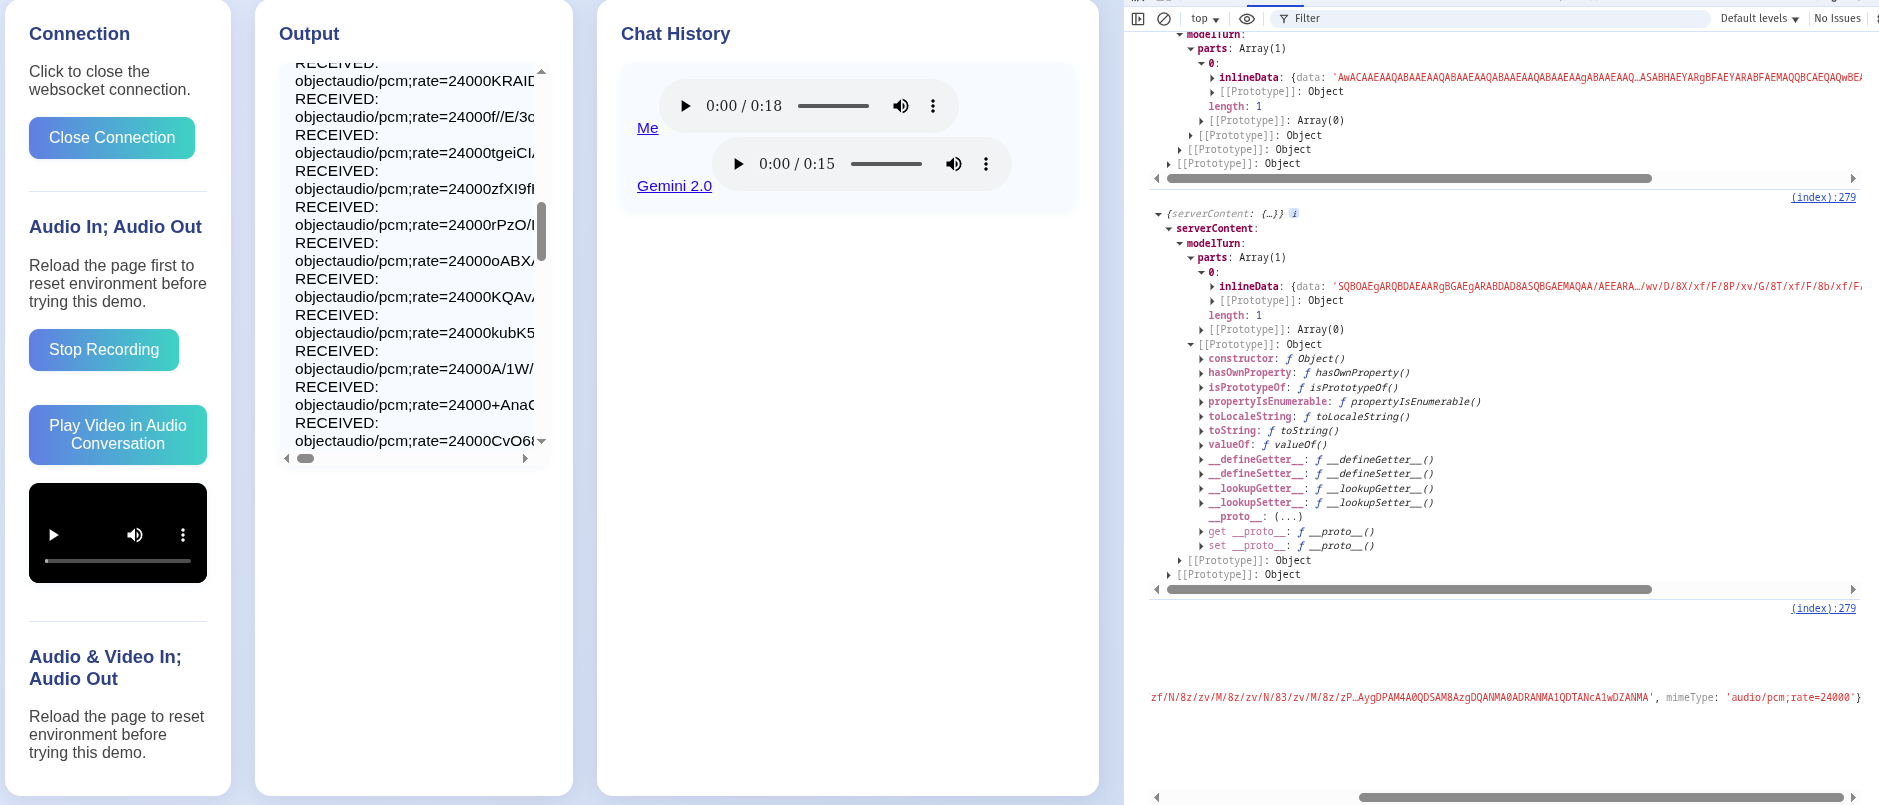 Connection
Click to close the
websocket connection.
Close Connection
Audio In; Audio Out
Reload the page first to
reset environment before
trying this demo.
Stop Recording
Play Video in Audio
Conversation
Audio & Video In;
Audio Out
Reload the page to reset
environment before
trying this demo.
Output
RECEIVED:
objectaudio/pcm;rate=24000KRAID
RECEIVED:
objectaudio/pcm;rate=24000f//E/3c
RECEIVED:
objectaudio/pcm;rate=24000tgeiCI/
RECEIVED:
objectaudio/pcm;rate=24000zfXI9fH
RECEIVED:
objectaudio/pcm;rate=24000rPzO/I
RECEIVED:
objectaudio/pcm;rate=24000oABX/
RECEIVED:
objectaudio/pcm;rate=24000KQAv/
RECEIVED:
objectaudio/pcm;rate=24000kubK5
RECEIVED:
objectaudio/pcm;rate=24000A/1W/
RECEIVED:
objectaudio/pcm;rate=24000+AnaC
RECEIVED:
objectaudio/pcm;rate=24000CvO68
Chat History
0:00 / 0:18
Me
0:00 / 0:15
Gemini 2.0
top
Filter
Default levels
No Issues
modelTurn:
parts: Array(1)
0:
inlineData: {data: 'AwACAAEAAQABAAEAAQABAAEAAQABAAEAAQABAAEAAgABAAEAAQ…ASABHAEYARgBFAEYARABFAEMAQQBCAEQAQwBEA
[[Prototype]]: Object
length: 1
[[Prototype]]: Array(0)
[[Prototype]]: Object
[[Prototype]]: Object
[[Prototype]]: Object
(index):279
{serverContent: {…}} i
serverContent:
modelTurn:
parts: Array(1)
0:
inlineData: {data: 'SQBOAEgARQBDAEAARgBGAEgARABDAD8ASQBGAEMAQAA/AEEARA…/wv/D/8X/xf/F/8P/xv/G/8T/xf/F/8b/xf/F/
[[Prototype]]: Object
length: 1
[[Prototype]]: Array(0)
[[Prototype]]: Object
constructor: ƒ Object()
hasOwnProperty: ƒ hasOwnProperty()
isPrototypeOf: ƒ isPrototypeOf()
propertyIsEnumerable: ƒ propertyIsEnumerable()
toLocaleString: ƒ toLocaleString()
toString: ƒ toString()
valueOf: ƒ valueOf()
__defineGetter__: ƒ __defineGetter__()
__defineSetter__: ƒ __defineSetter__()
__lookupGetter__: ƒ __lookupGetter__()
__lookupSetter__: ƒ __lookupSetter__()
__proto__: (...)
get __proto__: ƒ __proto__()
set __proto__: ƒ __proto__()
[[Prototype]]: Object
[[Prototype]]: Object
(index):279
zf/N/8z/zv/M/8z/zv/N/83/zv/M/8z/zP…AygDPAM4A0QDSAM8AzgDQANMA0ADRANMA1QDTANcA1wDZANMA', mimeType: 'audio/pcm;rate=24000'}